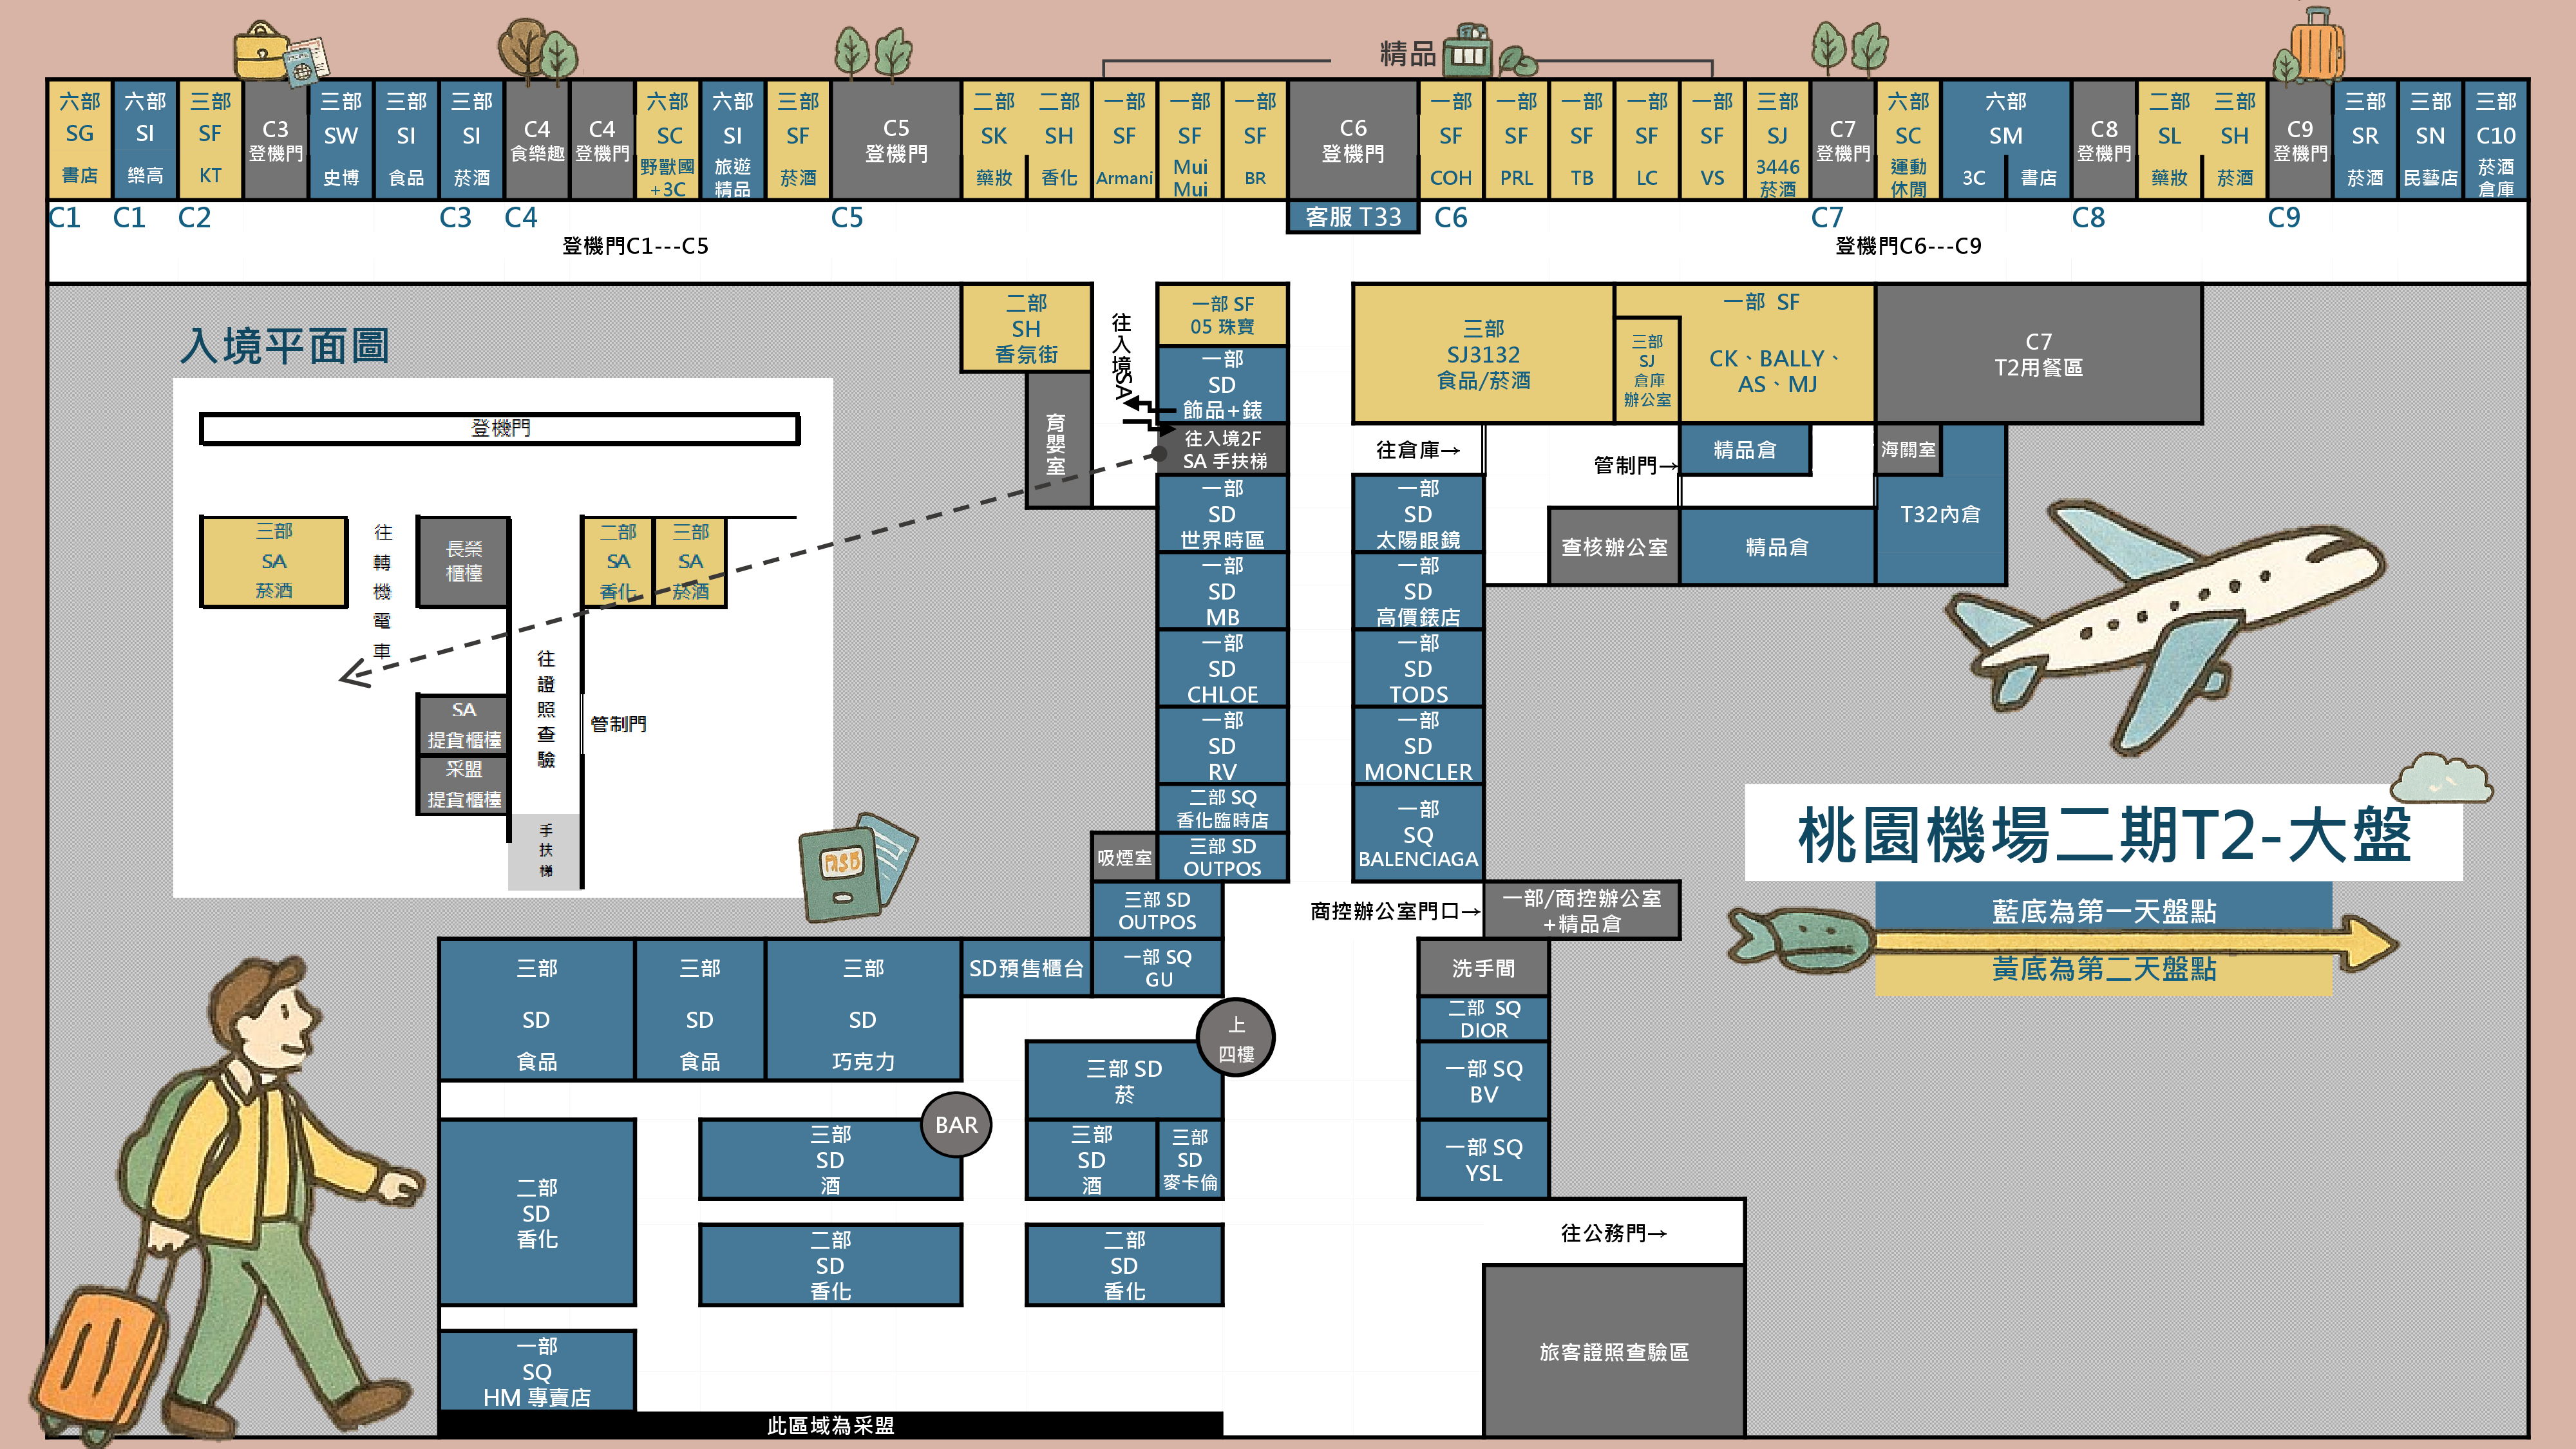 精品
六部
SG
書店
六部
SI
樂高
三部
SF
KT
C3
登機門
三部
SW
史博
三部
SI
食品
三部
SI
菸酒
C4
食樂趣
C4
登機門
六部
SC
野獸國
+3C
六部
SI
旅遊
精品
三部
SF
菸酒
C5
登機門
二部
SK
藥妝
二部
SH
香化
一部
SF
Armani
一部
SF
Mui
Mui
一部
SF
BR
C6
登機門
一部
SF
COH
一部
SF
PRL
一部
SF
TB
一部
SF
LC
一部
SF
VS
三部
SJ
3446
菸酒
C7
登機門
六部
SC
運動
休閒
六部
SM
3C
書店
C8
登機門
二部
SL
藥妝
三部
SH
菸酒
C9
登機門
三部
SR
菸酒
三部
SN
民藝店
三部
C10
菸酒
倉庫
C1
C1
C2
C3
C4
C5
客服 T33
C6
C7
C8
C9
登機門C1---C5
登機門C6---C9
入境平面圖
登機門
三部
SA
菸酒
往轉機電車
長榮
櫃檯
二部
SA
香化
三部
SA
菸酒
往證照查驗
管制門
SA
提貨櫃檯
采盟
提貨櫃檯
手扶梯
二部
SH
香氛街
往入境SA
育嬰室
一部 SF
05 珠寶
一部
SD
飾品+錶
往入境2F
SA 手扶梯
一部
SD
世界時區
一部
SD
MB
一部
SD
CHLOE
一部
SD
RV
二部 SQ
香化臨時店
吸煙室
三部 SD
OUTPOS
三部 SD
OUTPOS
一部 SQ
GU
SD預售櫃台
三部
SJ3132
食品/菸酒
三部
SJ
倉庫
辦公室
一部 SF
CK、BALLY、
AS、MJ
C7
T2用餐區
往倉庫→
管制門→
精品倉
海關室
T32內倉
查核辦公室
精品倉
一部
SD
太陽眼鏡
一部
SD
高價錶店
一部
SD
TODS
一部
SD
MONCLER
一部
SQ
BALENCIAGA
商控辦公室門口→
一部/商控辦公室
+精品倉
洗手間
二部 SQ
DIOR
一部 SQ
BV
一部 SQ
YSL
往公務門→
旅客證照查驗區
桃園機場二期T2-大盤
藍底為第一天盤點
黃底為第二天盤點
三部
SD
食品
三部
SD
食品
三部
SD
巧克力
上
四樓
三部 SD
菸
BAR
三部
SD
酒
三部
SD
酒
三部
SD
麥卡倫
二部
SD
香化
二部
SD
香化
二部
SD
香化
一部
SQ
HM 專賣店
此區域為采盟